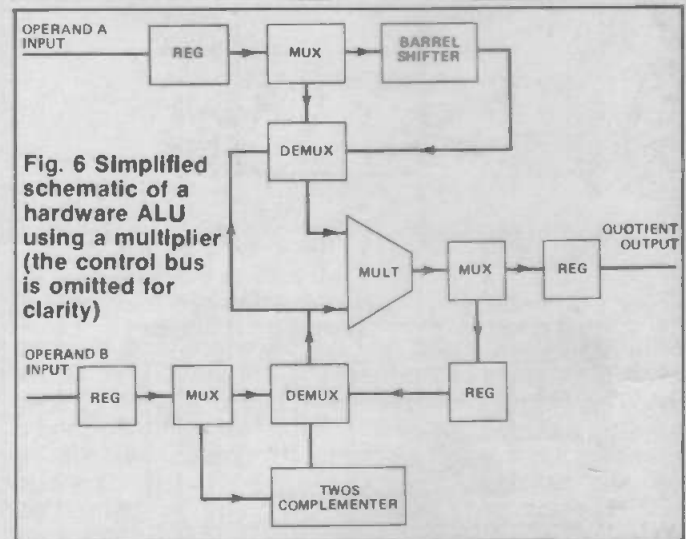 OPERAND A
INPUT
REG
MUX
BARREL
SHIFTER
DEMUX
Fig. 6 Simplified
schematic of a
hardware ALU
using a multiplier
(the control bus
is omitted for
clarity)
MULT
MUX
REG
QUOTIENT
OUTPUT
OPERAND B
INPUT
REG
MUX
DEMUX
REG
TWOS
COMPLEMENTER